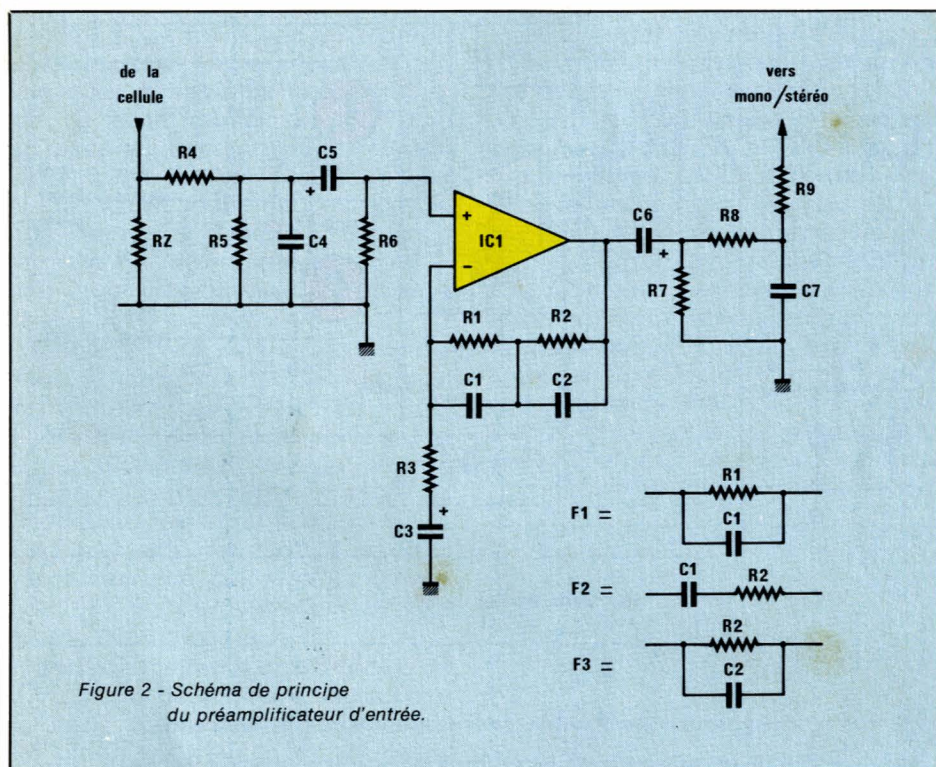 de la
cellule
vers
mono/stéréo
R4
C5
R9
RZ
R5
C4
R6
+
+
−
IC1
C6
+
R8
R7
C7
R1
R2
C1
C2
R3
C3
+
F1 =
R1
C1
F2 =
C1
R2
F3 =
R2
C2
Figure 2 - Schéma de principe
du préamplificateur d'entrée.